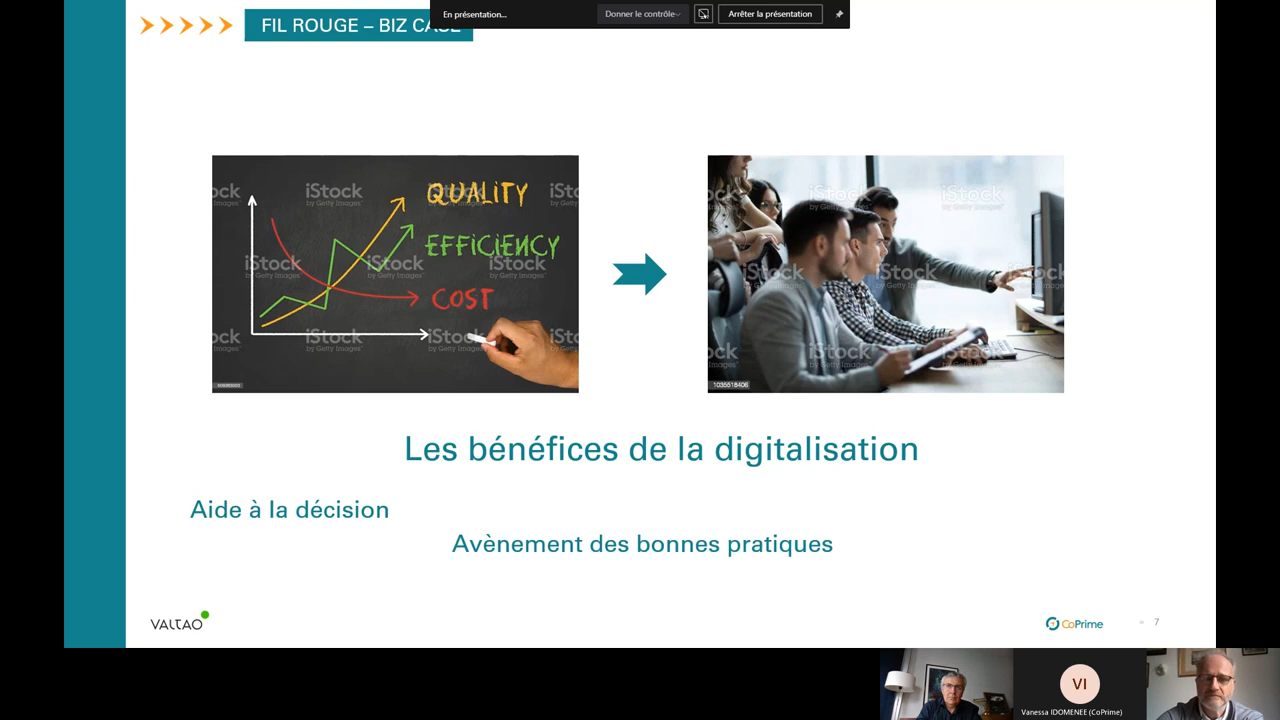 En présentation...
Donner le contrôle
Arrêter la présentation
FIL ROUGE – BIZ CASE
QUALITY
EFFICIENCY
COST
iStock
by Getty Images
1035518406
Les bénéfices de la digitalisation
Aide à la décision
Avènement des bonnes pratiques
VALTAO
CoPrime
7
VI
Vanessa IDOMENEE (CoPrime)